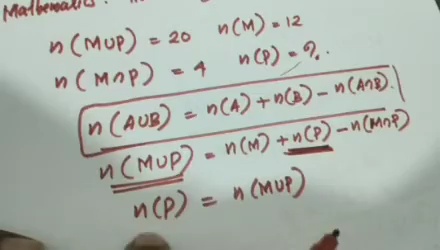 Mathematics.
n(M∪P) = 20 n(M) = 12
n(M∩P) = 4 n(P) = ?.
n(A∪B) = n(A) + n(B) - n(A∩B).
n(M∪P) = n(M) + n(P) - n(M∩P)
n(P) = n(M∪P)